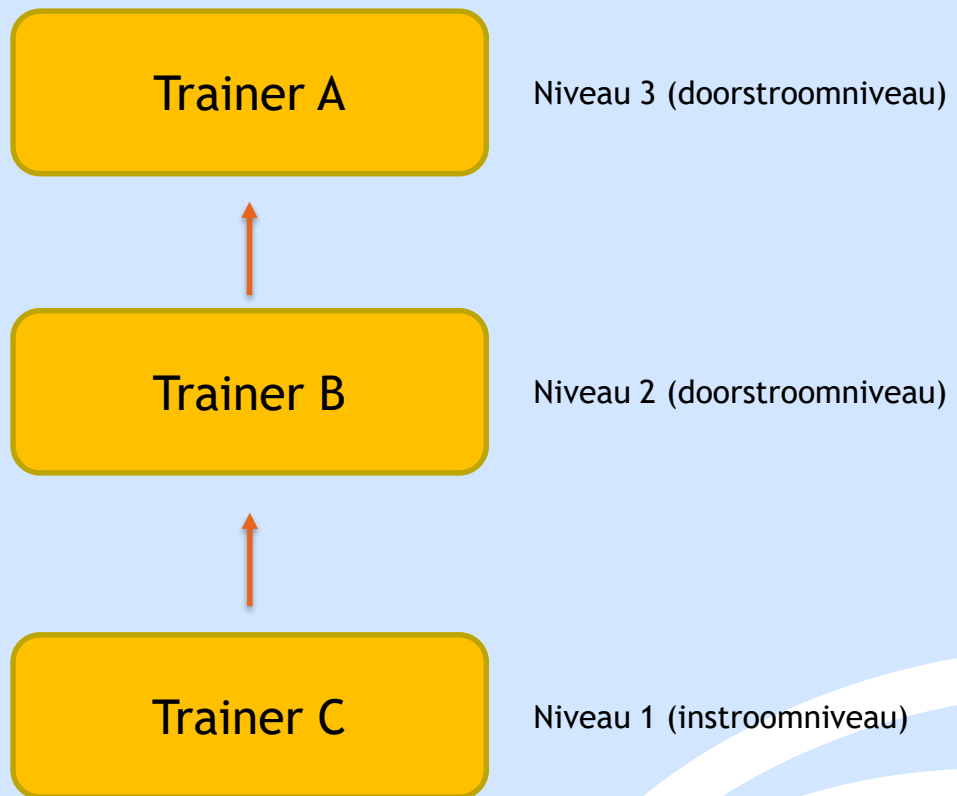 Trainer A
Niveau 3 (doorstroomniveau)
Trainer B
Niveau 2 (doorstroomniveau)
Trainer C
Niveau 1 (instroomniveau)